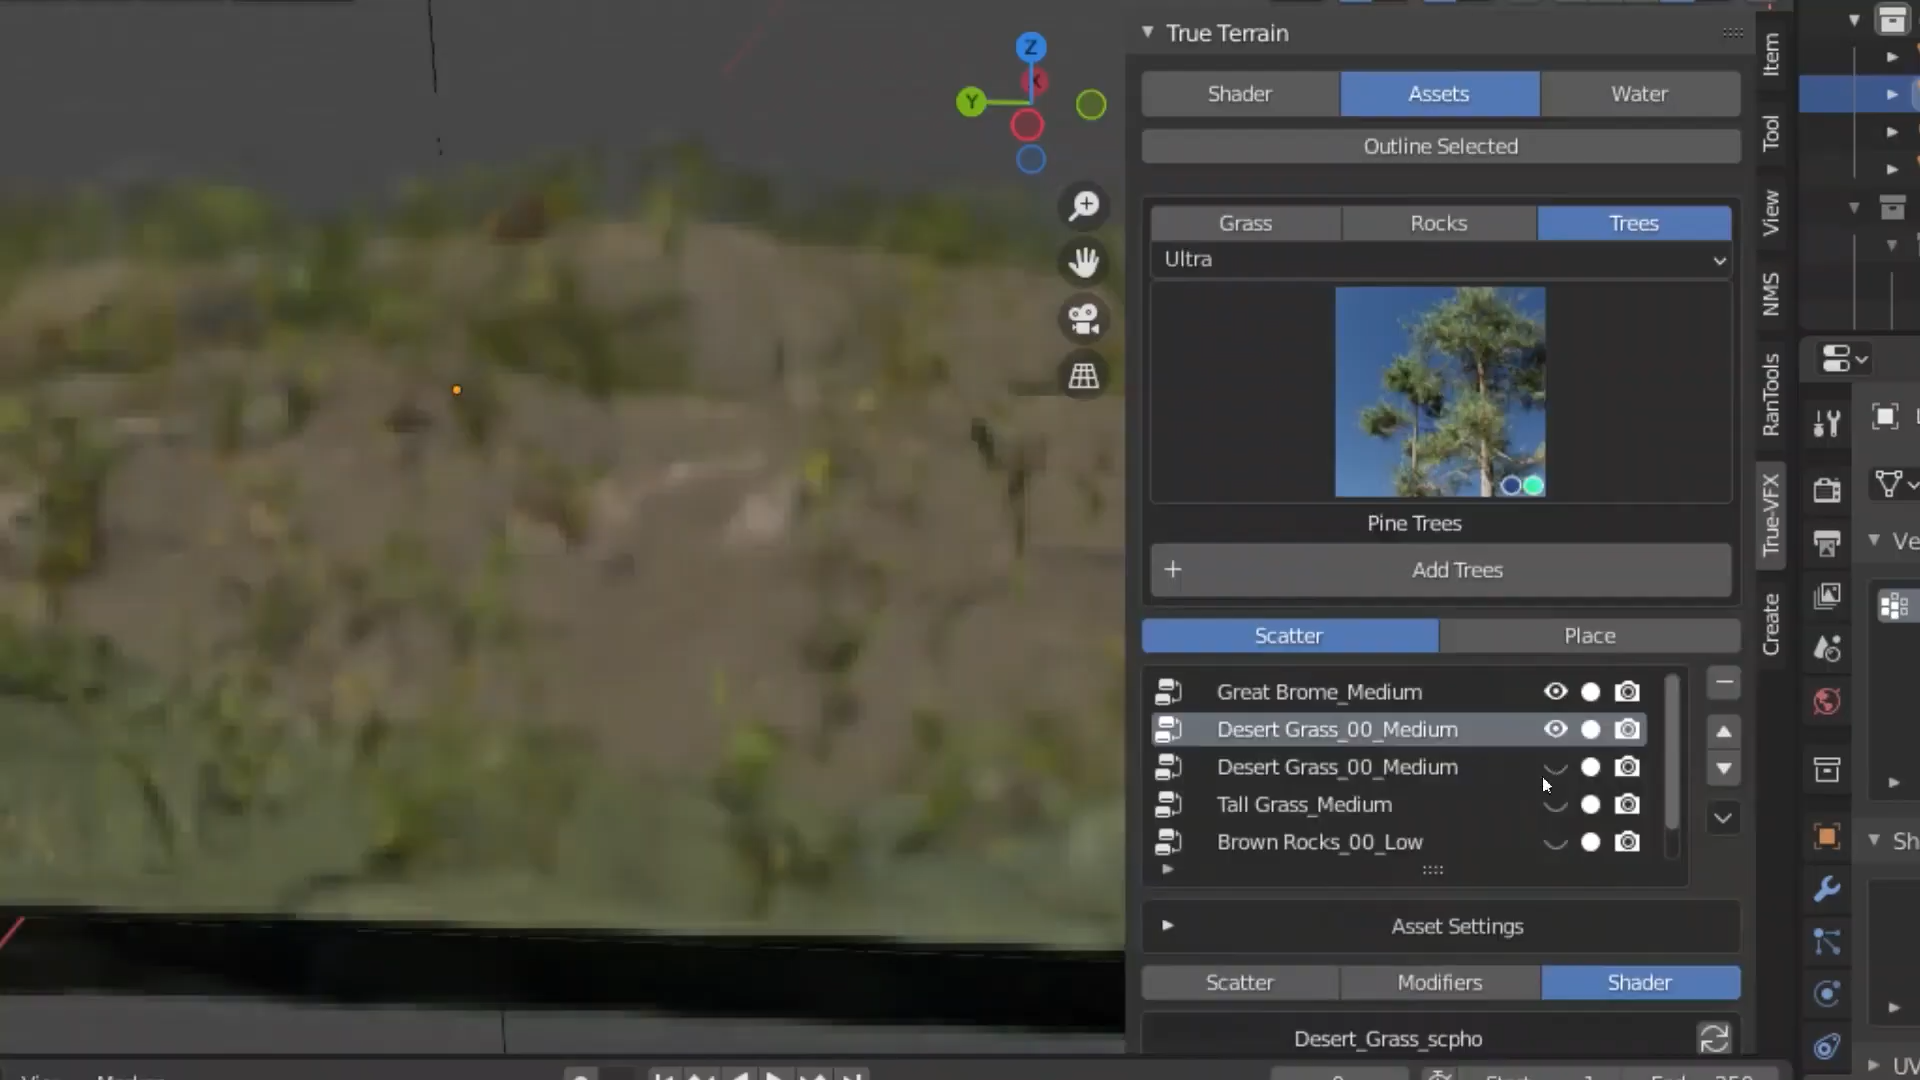 True Terrain
Shader Assets Water
Outline Selected
Grass Rocks Trees
Ultra
Pine Trees
+ Add Trees
Scatter Place
Great Brome_Medium
Desert Grass_00_Medium
Desert Grass_00_Medium
Tall Grass_Medium
Brown Rocks_00_Low
Asset Settings
Scatter Modifiers Shader
Desert_Grass_scpho
Z
X
Y
Item
Tool
View
NMS
RanTools
True-VFX
Create
Ve
Sh
UV